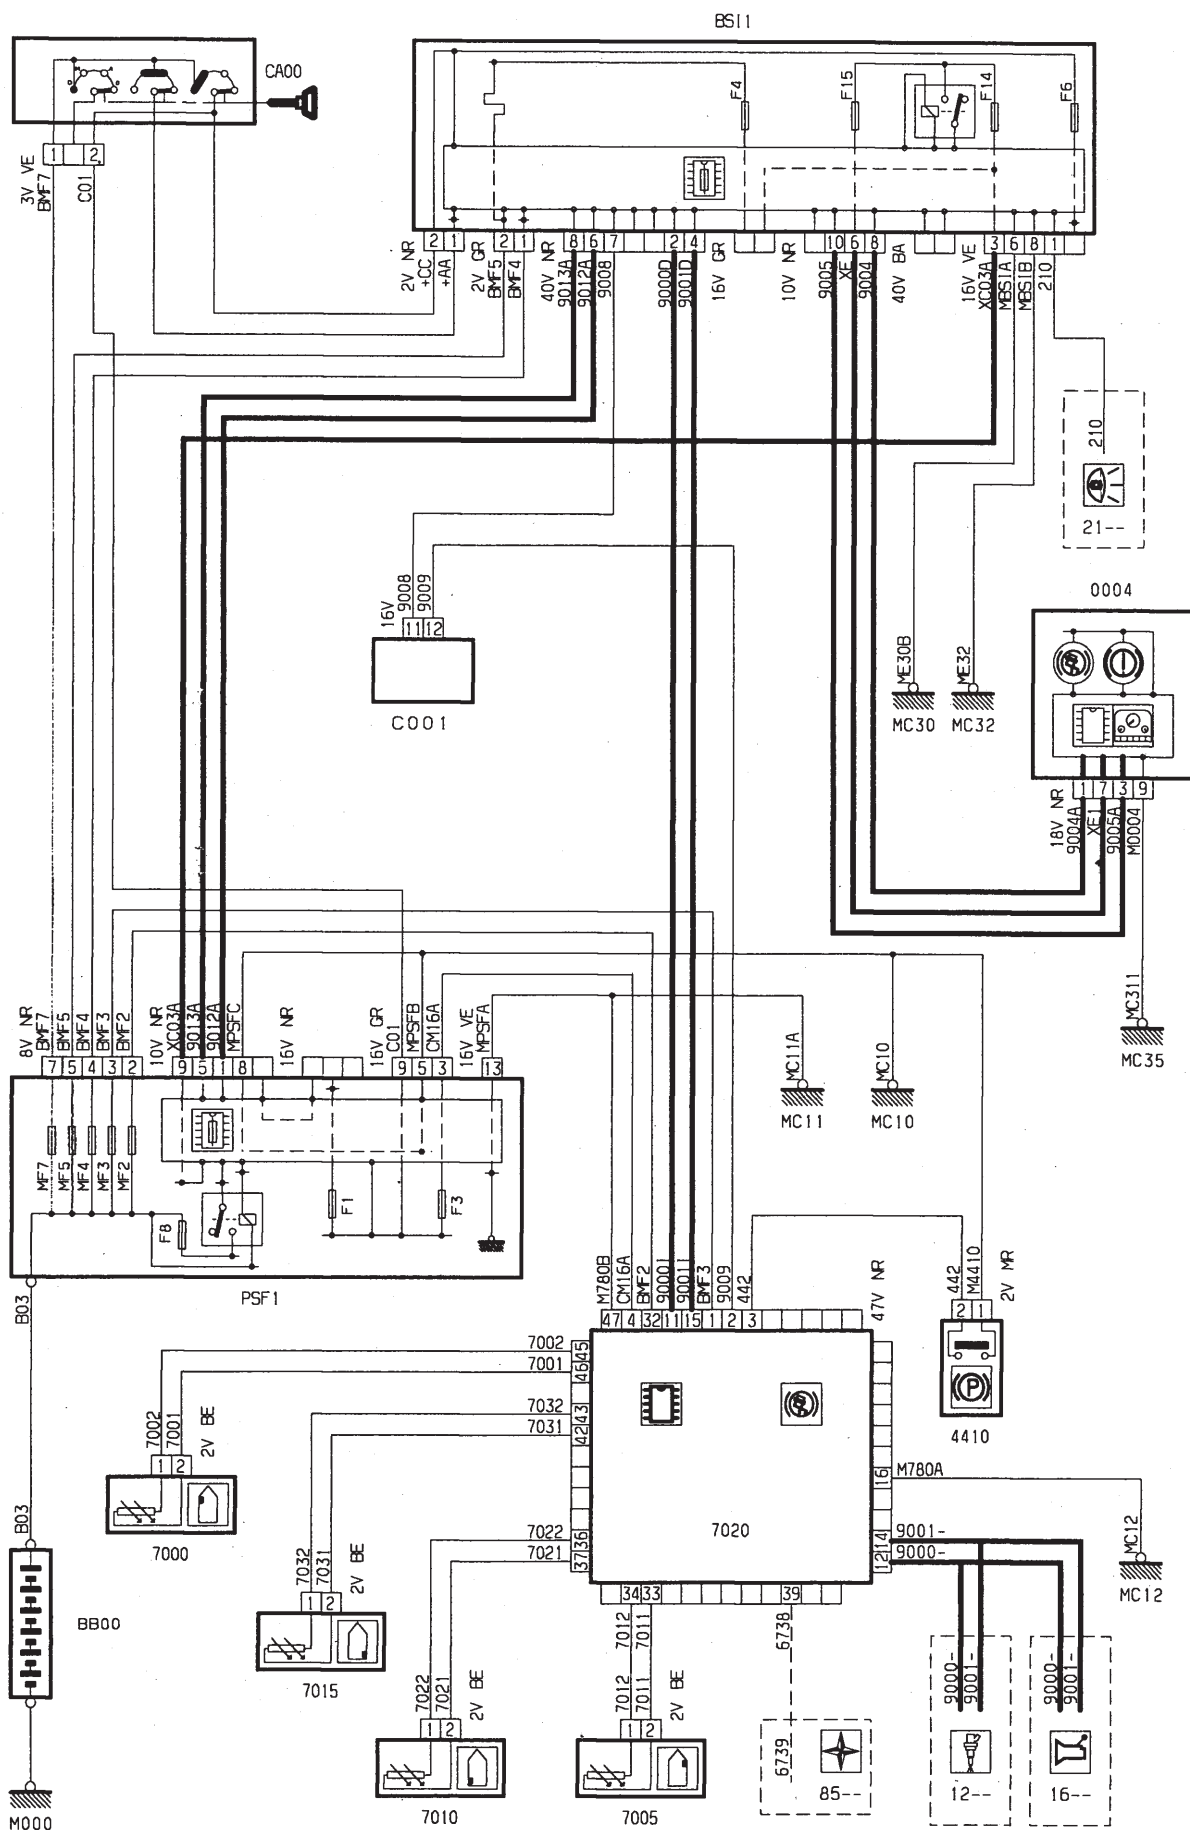 BSI1
CA00
F4
F15
F14
F6
1
2
3V VE
BMF7
C01
2
1
2
1
8
6
7
2
4
10
6
8
3
6
8
1
2V NR
+CC
+AA
2V GR
BMF5
BMF4
40V NR
9013A
9012A
9008
9000D
9001D
16V GR
10V NR
9005
XE
9004
40V BA
16V VE
XC03A
MBSIA
MBSIB
210
210
21--
0004
16V
9008
9009
11
12
C001
ME30B
ME32
MC30
MC32
1
7
3
9
18V NR
9004A
XE1
9005A
M0004
MC311
MC35
8V NR
BMF7
BMF5
BMF4
BMF3
BMF2
10V NR
XC03A
9013A
9012A
MPSFC
16V NR
16V GR
C01
MPSFB
CM16A
16V VE
MPSFA
7
5
4
3
2
9
5
1
8
9
5
3
13
MC11A
MC10
MC11
MC10
MF7
MF5
MF4
MF3
MF2
F8
F1
F3
PSF1
B03
M780B
CM16A
BMF2
9000I
9001I
BMF3
9009
442
47V NR
47
4
32
11
15
1
2
3
442
M4410
2V MR
2
1
P
4410
7002
7001
45
46
7032
7031
43
42
7022
7021
36
37
7020
16
M780A
14
12
9001-
9000-
MC12
MC12
7002
7001
2V BE
1
2
7000
B03
BB00
M000
7032
7031
2V BE
1
2
7015
7022
7021
2V BE
1
2
7010
34
33
39
7012
7011
7012
7011
2V BE
1
2
7005
6738
6739
85--
9000-
9001-
12--
9000-
9001-
16--